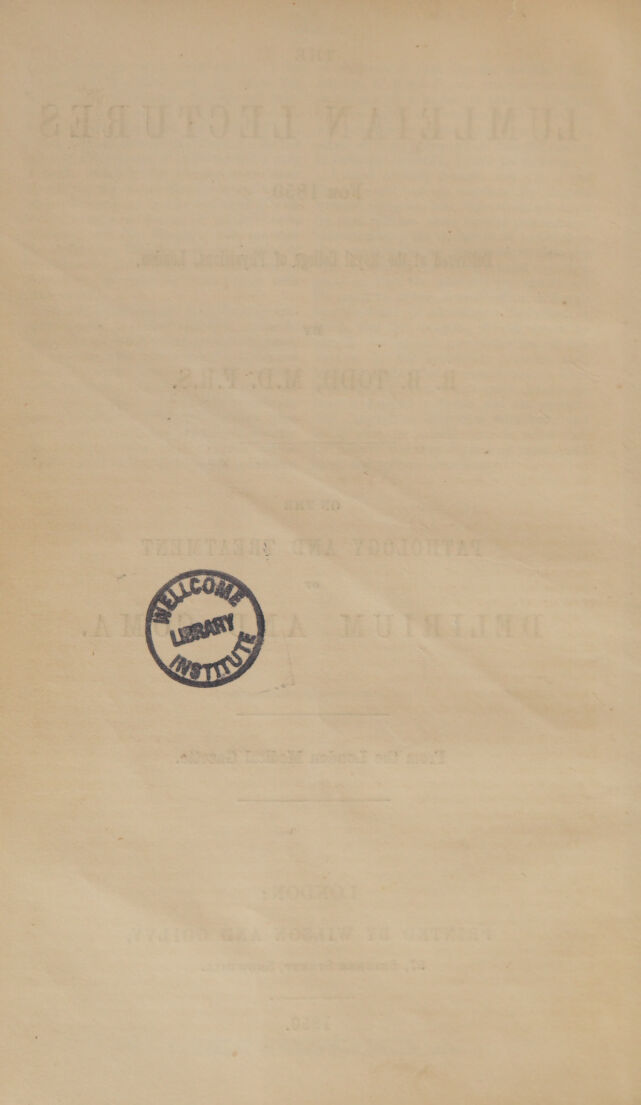 THE
LUMLEIAN LECTURES
FOR 1850.
Delivered at the Royal College of Physicians, London,
BY
R. B. TODD, M.D. F.R.S.
ON THE
PATHOLOGY AND TREATMENT
OF
DELIRIUM AND COMA.
WELLCOME
LIBRARY
INSTITUTE
From the London Medical Gazette.
LONDON:
PRINTED BY WILSON AND OGILVY,
57, SKINNER STREET, SNOWHILL.
1850.